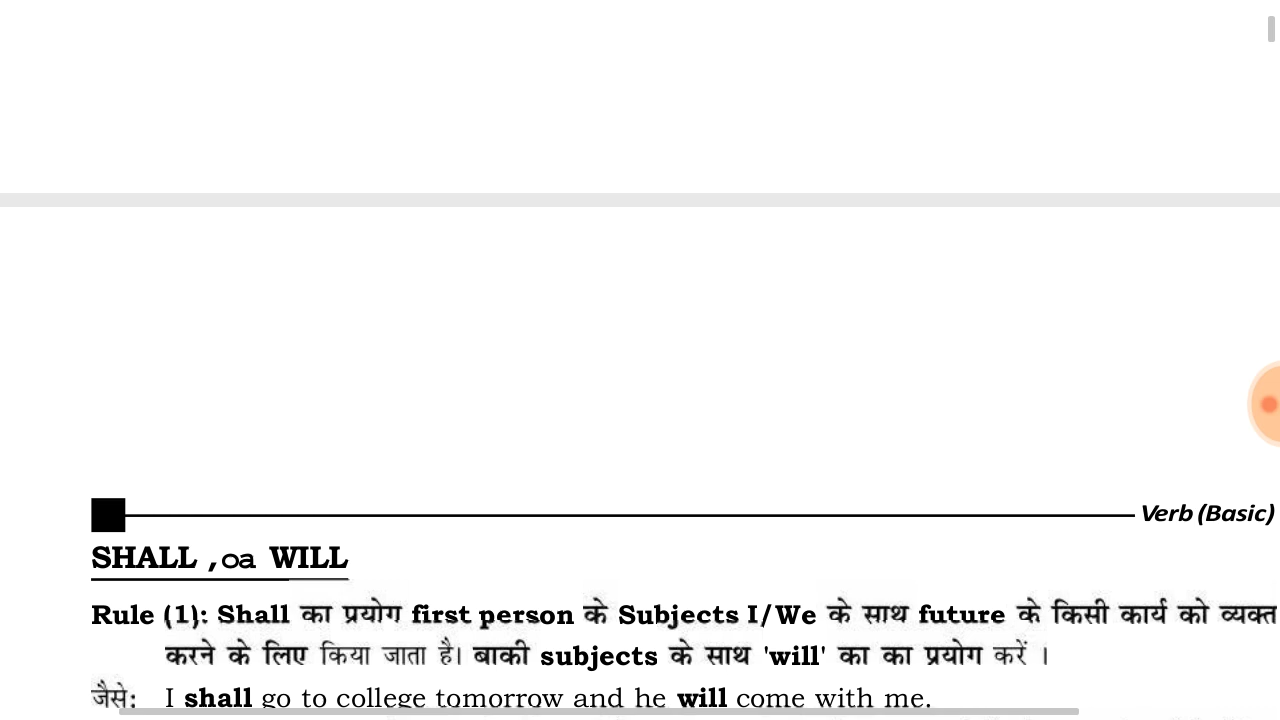 Verb (Basic)
SHALL ,oa WILL
Rule (1): Shall का प्रयोग first person के Subjects I/We के साथ future के किसी कार्य को व्यक्त
करने के लिए किया जाता है। बाकी subjects के साथ 'will' का का प्रयोग करें ।
जैसे: I shall go to college tomorrow and he will come with me.